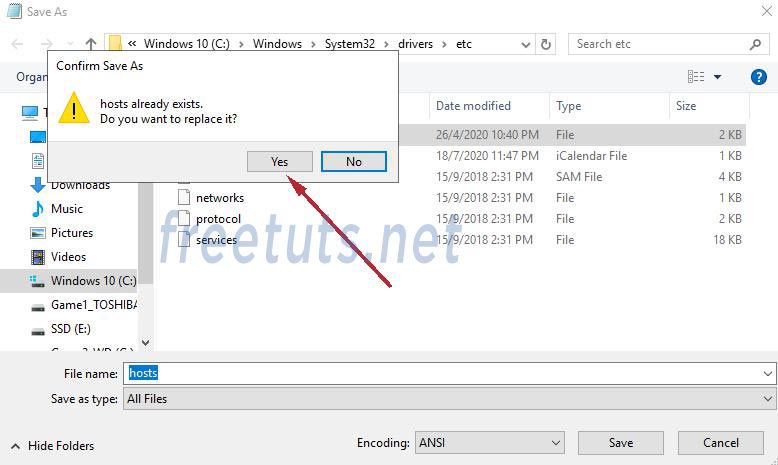 Save As
« Windows 10 (C:) > Windows > System32 > drivers > etc
Search etc
Organ
Confirm Save As
hosts already exists.
Do you want to replace it?
Yes
No
Date modified
Type
Size
26/4/2020 10:40 PM File 2 KB
18/7/2020 11:47 PM iCalendar File 1 KB
15/9/2018 2:31 PM SAM File 4 KB
networks 15/9/2018 2:31 PM File 1 KB
protocol 15/9/2018 2:31 PM File 2 KB
services 15/9/2018 2:31 PM File 18 KB
Downloads
Music
Pictures
Videos
Windows 10 (C:)
Game1_TOSHIBA
SSD (E:)
freetuts.net
File name: hosts
Save as type: All Files
Hide Folders
Encoding: ANSI
Save
Cancel